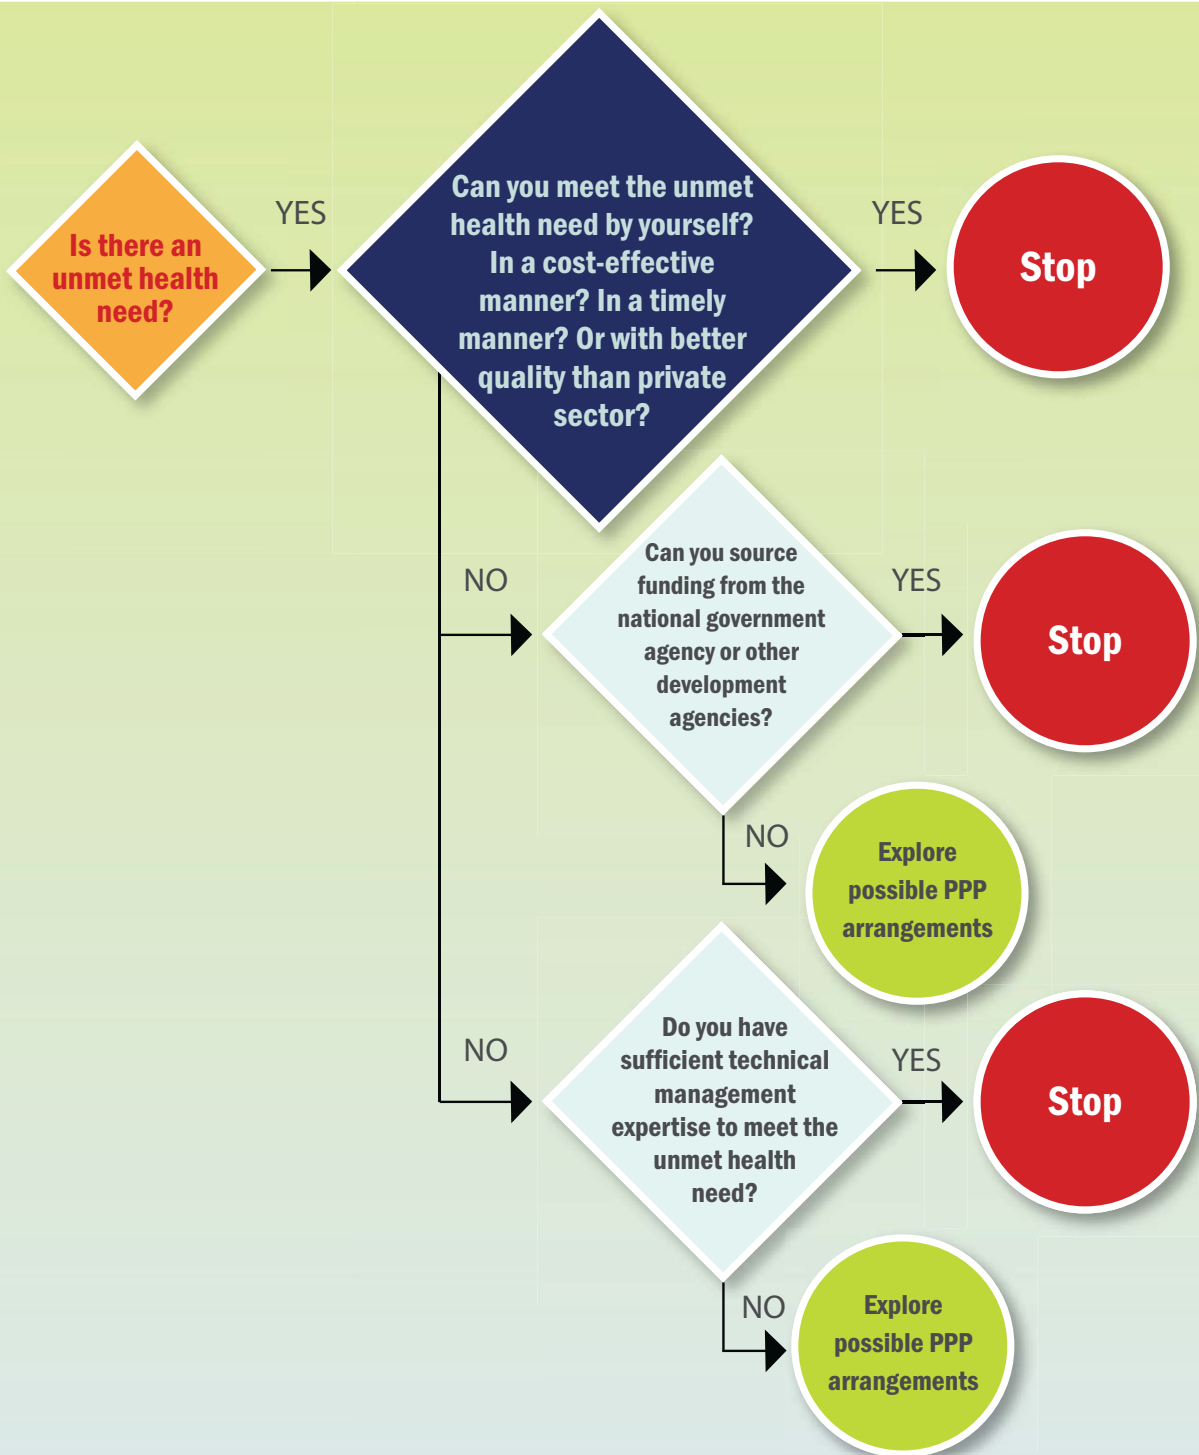 Is there an
unmet health
need?
YES
Can you meet the unmet
health need by yourself?
In a cost-effective
manner? In a timely
manner? Or with better
quality than private
sector?
YES
Stop
NO
Can you source
funding from the
national government
agency or other
development
agencies?
YES
Stop
NO
Explore
possible PPP
arrangements
NO
Do you have
sufficient technical
management
expertise to meet the
unmet health
need?
YES
Stop
NO
Explore
possible PPP
arrangements